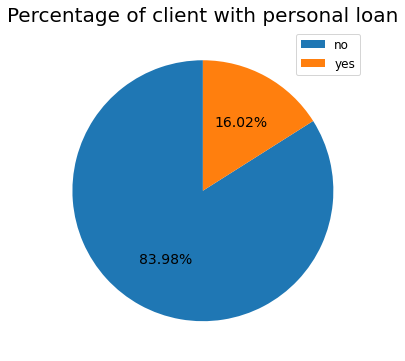 Percentage of client with personal loan
no
yes
16.02%
83.98%